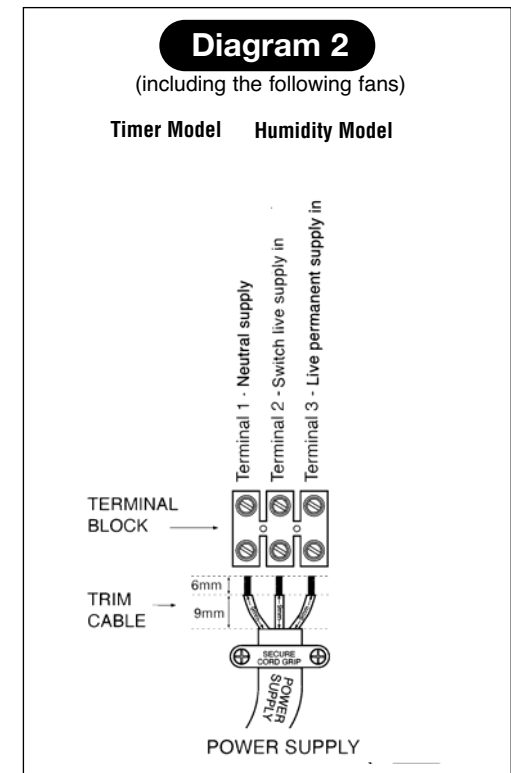 Diagram 2
(including the following fans)
Timer Model Humidity Model
Terminal 1 - Neutral supply
Terminal 2 - Switch live supply in
Terminal 3 - Live permanent supply in
TERMINAL
BLOCK
6mm
TRIM
CABLE
9mm
SECURE
CORD GRIP
POWER
SUPPLY
POWER SUPPLY